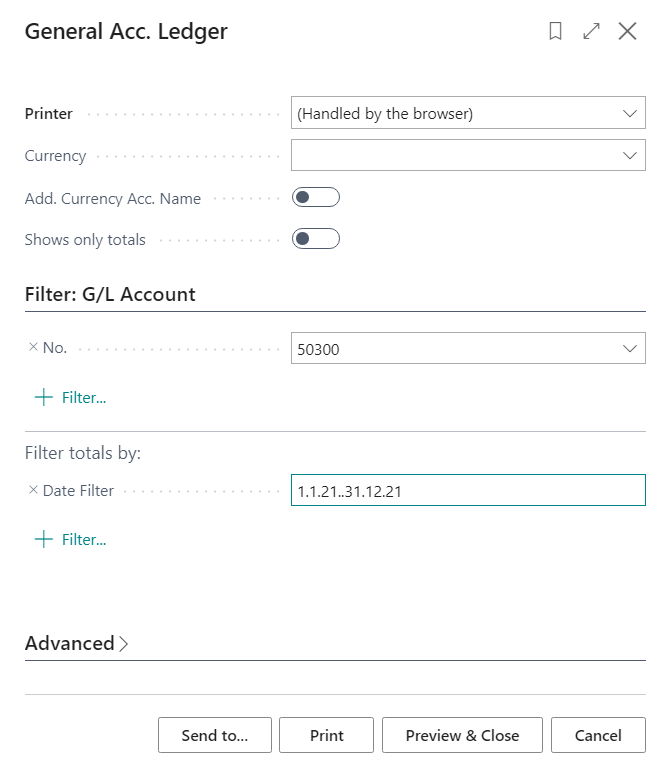 General Acc. Ledger
Printer (Handled by the browser)
Currency
Add. Currency Acc. Name
Shows only totals
Filter: G/L Account
× No. 50300
+ Filter...
Filter totals by:
× Date Filter 1.1.21..31.12.21
+ Filter...
Advanced >
Send to... Print Preview & Close Cancel